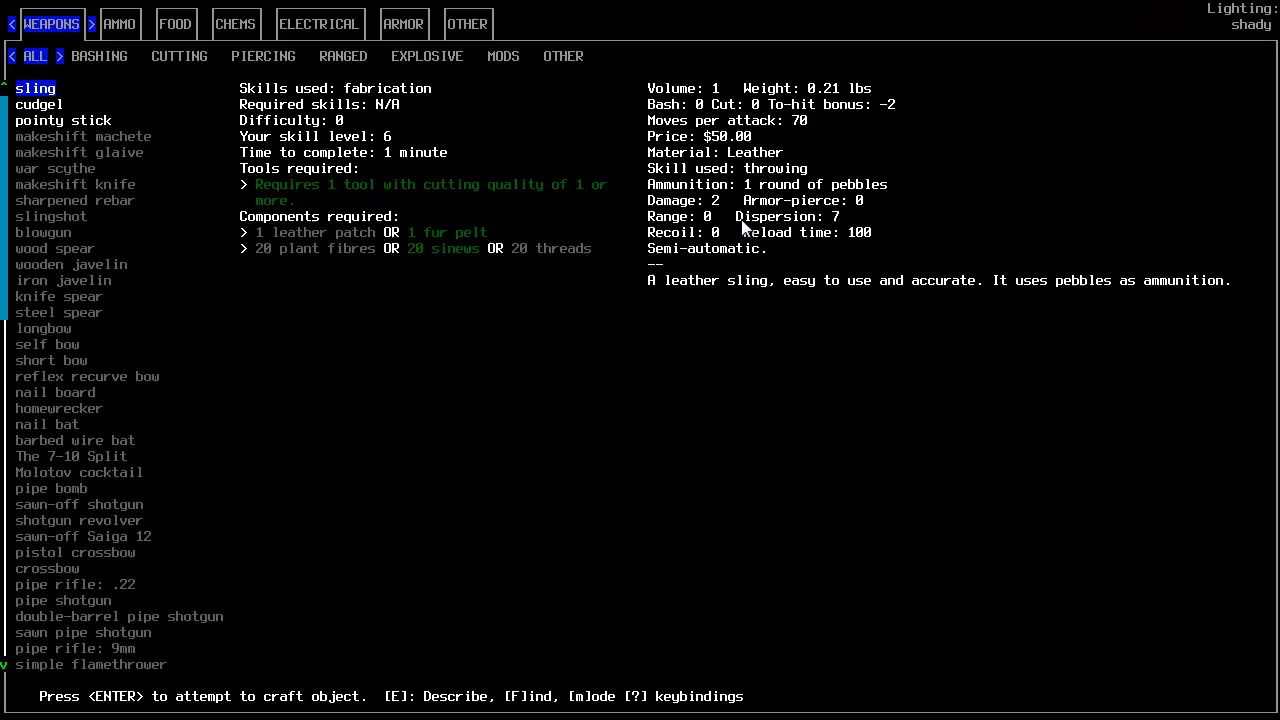 Lighting:
< WEAPONS > AMMO FOOD CHEMS ELECTRICAL ARMOR OTHER shady
< ALL > BASHING CUTTING PIERCING RANGED EXPLOSIVE MODS OTHER
sling Skills used: fabrication Volume: 1 Weight: 0.21 lbs
cudgel Required skills: N/A Bash: 0 Cut: 0 To-hit bonus: -2
pointy stick Difficulty: 0 Moves per attack: 70
makeshift machete Your skill level: 6 Price: $50.00
makeshift glaive Time to complete: 1 minute Material: Leather
war scythe Tools required: Skill used: throwing
makeshift knife > Requires 1 tool with cutting quality of 1 or Ammunition: 1 round of pebbles
sharpened rebar more. Damage: 2 Armor-pierce: 0
slingshot Components required: Range: 0 Dispersion: 7
blowgun > 1 leather patch OR 1 fur pelt Recoil: 0 Reload time: 100
wood spear > 20 plant fibres OR 20 sinews OR 20 threads Semi-automatic.
wooden javelin --
iron javelin A leather sling, easy to use and accurate. It uses pebbles as ammunition.
knife spear
steel spear
longbow
self bow
short bow
reflex recurve bow
nail board
homewrecker
nail bat
barbed wire bat
The 7-10 Split
Molotov cocktail
pipe bomb
sawn-off shotgun
shotgun revolver
sawn-off Saiga 12
pistol crossbow
crossbow
pipe rifle: .22
pipe shotgun
double-barrel pipe shotgun
sawn pipe shotgun
pipe rifle: 9mm
v simple flamethrower
Press <ENTER> to attempt to craft object. [E]: Describe, [F]ind, [m]ode [?] keybindings